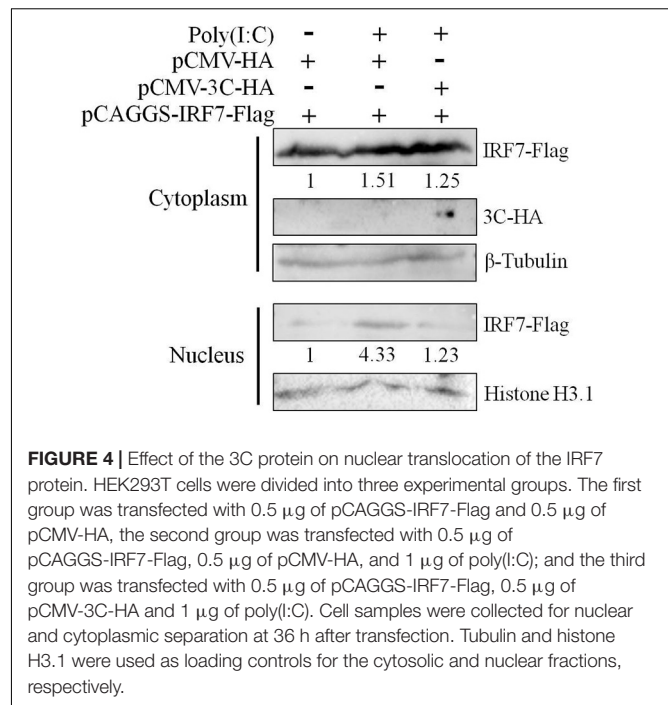 Poly(I:C) - + +
pCMV-HA + + -
pCMV-3C-HA - - +
pCAGGS-IRF7-Flag + + +
IRF7-Flag
1 1.51 1.25
Cytoplasm
3C-HA
β-Tubulin
IRF7-Flag
Nucleus
1 4.33 1.23
Histone H3.1
FIGURE 4 | Effect of the 3C protein on nuclear translocation of the IRF7
protein. HEK293T cells were divided into three experimental groups. The first
group was transfected with 0.5 μg of pCAGGS-IRF7-Flag and 0.5 μg of
pCMV-HA, the second group was transfected with 0.5 μg of
pCAGGS-IRF7-Flag, 0.5 μg of pCMV-HA, and 1 μg of poly(I:C); and the third
group was transfected with 0.5 μg of pCAGGS-IRF7-Flag, 0.5 μg of
pCMV-3C-HA and 1 μg of poly(I:C). Cell samples were collected for nuclear
and cytoplasmic separation at 36 h after transfection. Tubulin and histone
H3.1 were used as loading controls for the cytosolic and nuclear fractions,
respectively.